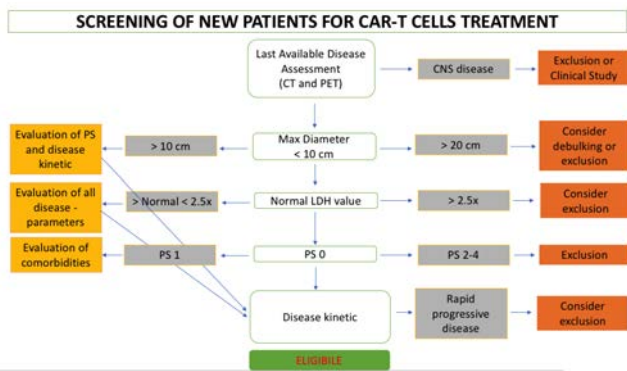 SCREENING OF NEW PATIENTS FOR CAR-T CELLS TREATMENT
Last Available Disease
Assessment
(CT and PET)
CNS disease
Exclusion or
Clinical Study
Evaluation of PS
and disease
kinetic
> 10 cm
Max Diameter
< 10 cm
> 20 cm
Consider
debulking or
exclusion
Evaluation of all
disease -
parameters
> Normal < 2.5x
Normal LDH value
> 2.5x
Consider
exclusion
Evaluation of
comorbidities
PS 1
PS 0
PS 2-4
Exclusion
Disease kinetic
Rapid
progressive
disease
Consider
exclusion
ELIGIBILE